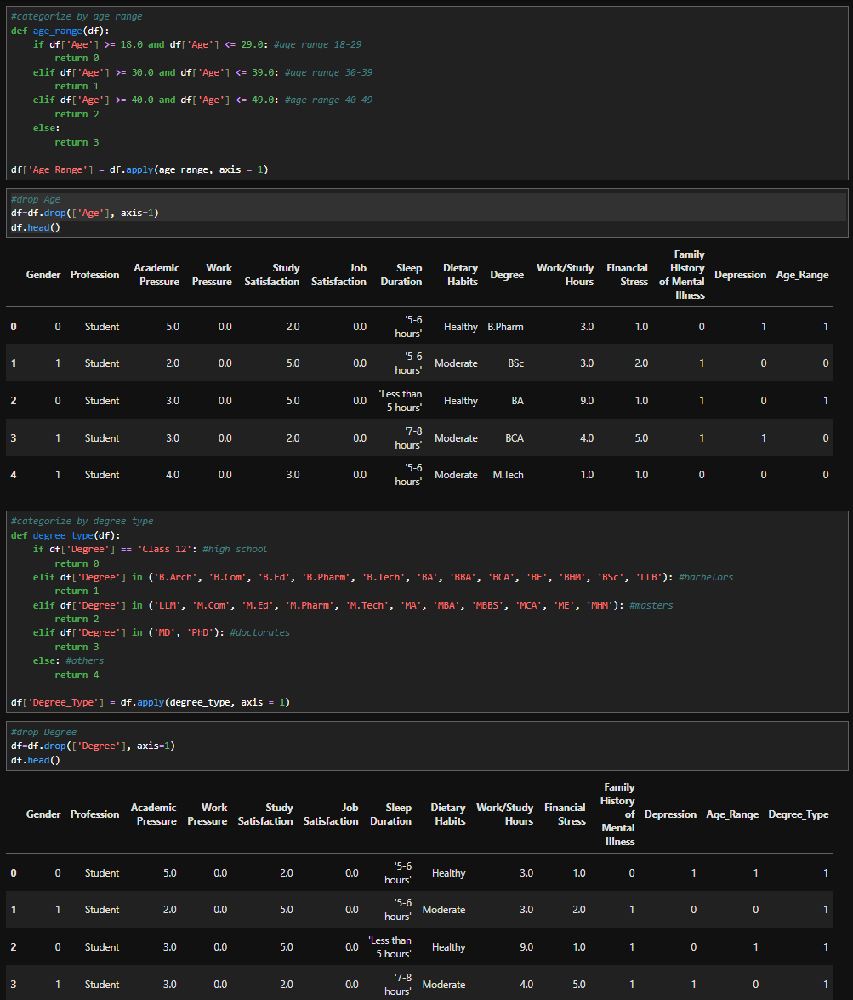 #categorize by age range
def age_range(df):
    if df['Age'] >= 18.0 and df['Age'] <= 29.0: #age range 18-29
        return 0
    elif df['Age'] >= 30.0 and df['Age'] <= 39.0: #age range 30-39
        return 1
    elif df['Age'] >= 40.0 and df['Age'] <= 49.0: #age range 40-49
        return 2
    else:
        return 3
df['Age_Range'] = df.apply(age_range, axis = 1)
#drop Age
df=df.drop(['Age'], axis=1)
df.head()
Gender Profession Academic Pressure Work Pressure Study Satisfaction Job Satisfaction Sleep Duration Dietary Habits Degree Work/Study Hours Financial Stress Family History of Mental Illness Depression Age_Range
0 0 Student 5.0 0.0 2.0 0.0 '5-6 hours' Healthy B.Pharm 3.0 1.0 0 1 1
1 1 Student 2.0 0.0 5.0 0.0 '5-6 hours' Moderate BSc 3.0 2.0 1 0 0
2 0 Student 3.0 0.0 5.0 0.0 'Less than 5 hours' Healthy BA 9.0 1.0 1 0 1
3 1 Student 3.0 0.0 2.0 0.0 '7-8 hours' Moderate BCA 4.0 5.0 1 1 0
4 1 Student 4.0 0.0 3.0 0.0 '5-6 hours' Moderate M.Tech 1.0 1.0 0 0 0
#categorize by degree type
def degree_type(df):
    if df['Degree'] == 'Class 12': #high school
        return 0
    elif df['Degree'] in ('B.Arch', 'B.Com', 'B.Ed', 'B.Pharm', 'B.Tech', 'BA', 'BBA', 'BCA', 'BE', 'BHM', 'BSc', 'LLB'): #bachelors
        return 1
    elif df['Degree'] in ('LLM', 'M.Com', 'M.Ed', 'M.Pharm', 'M.Tech', 'MA', 'MBA', 'MBBS', 'MCA', 'ME', 'MHM'): #masters
        return 2
    elif df['Degree'] in ('MD', 'PhD'): #doctorates
        return 3
    else: #others
        return 4
df['Degree_Type'] = df.apply(degree_type, axis = 1)
#drop Degree
df=df.drop(['Degree'], axis=1)
df.head()
Gender Profession Academic Pressure Work Pressure Study Satisfaction Job Satisfaction Sleep Duration Dietary Habits Work/Study Hours Financial Stress Family History of Mental Illness Depression Age_Range Degree_Type
0 0 Student 5.0 0.0 2.0 0.0 '5-6 hours' Healthy 3.0 1.0 0 1 1 1
1 1 Student 2.0 0.0 5.0 0.0 '5-6 hours' Moderate 3.0 2.0 1 0 0 1
2 0 Student 3.0 0.0 5.0 0.0 'Less than 5 hours' Healthy 9.0 1.0 1 0 1 1
3 1 Student 3.0 0.0 2.0 0.0 '7-8 hours' Moderate 4.0 5.0 1 1 0 1